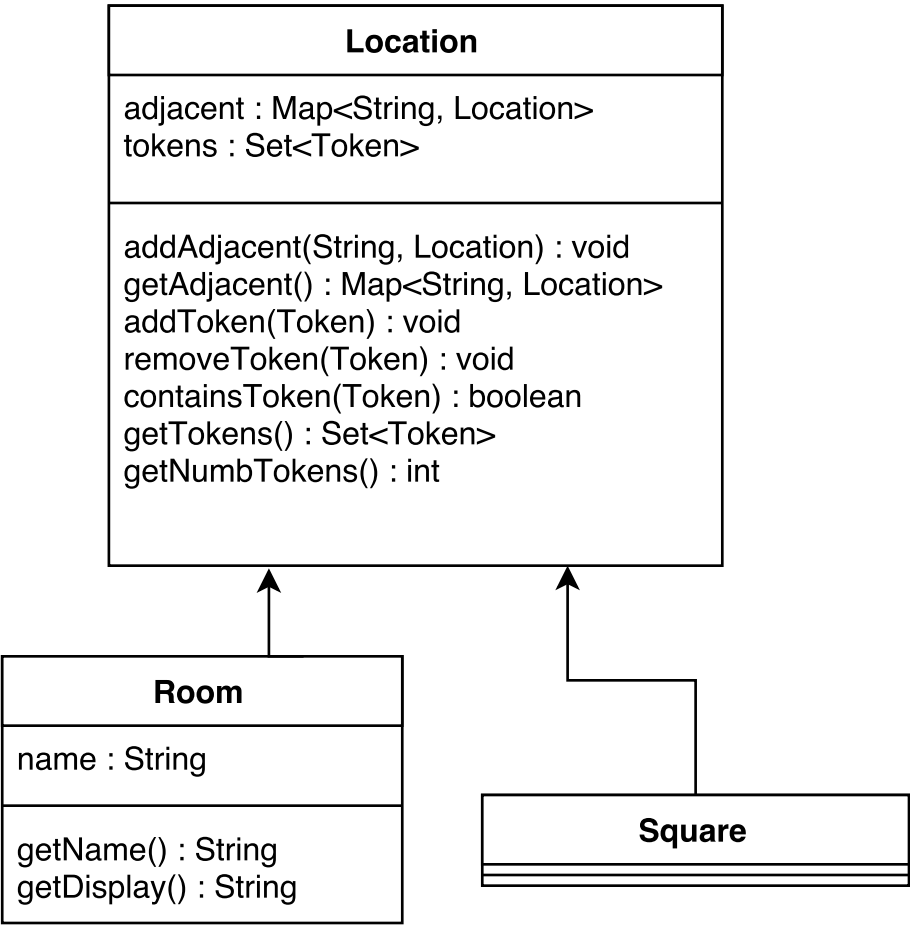 Location
adjacent : Map<String, Location>
tokens : Set<Token>
addAdjacent(String, Location) : void
getAdjacent() : Map<String, Location>
addToken(Token) : void
removeToken(Token) : void
containsToken(Token) : boolean
getTokens() : Set<Token>
getNumbTokens() : int
Room
name : String
getName() : String
getDisplay() : String
Square